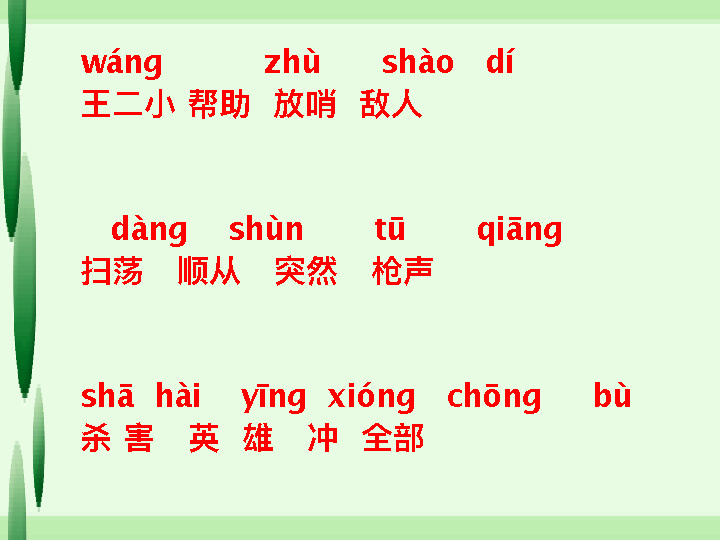 wáng zhù shào dí
王二小 帮助 放哨 敌人
dàng shùn tū qiāng
扫荡 顺从 突然 枪声
shā hài yīng xióng chōng bù
杀 害 英 雄 冲 全部